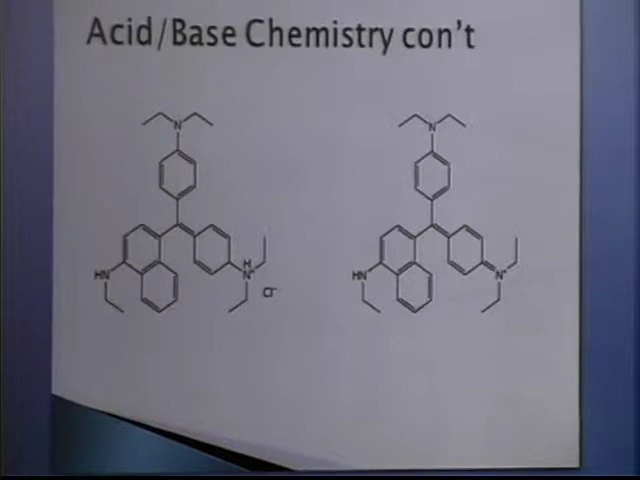 Acid/Base Chemistry con't
N
N
HN
H
N⁺
Cl⁻
HN
N⁺